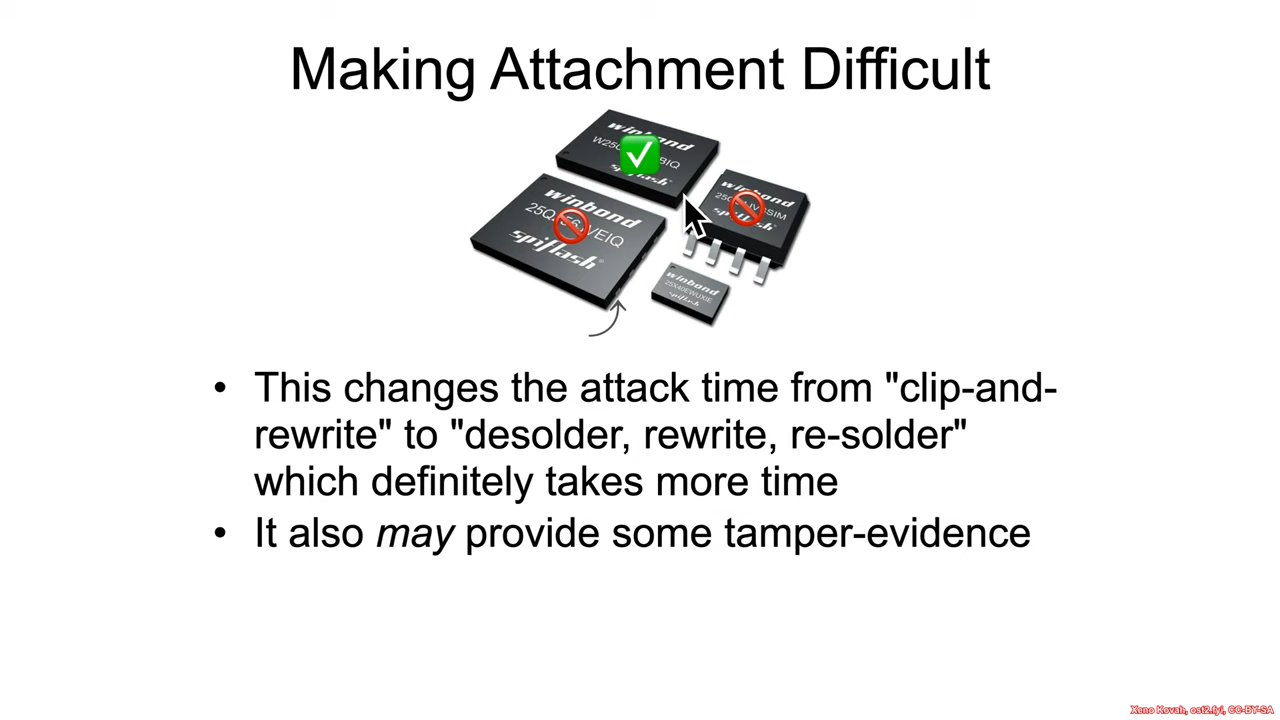 Making Attachment Difficult
winbond
spiflash
winbond
spiflash
winbond
spiflash
winbond
25X40EWUXIE
spiflash
• This changes the attack time from "clip-and-
rewrite" to "desolder, rewrite, re-solder"
which definitely takes more time
• It also may provide some tamper-evidence
Xeno Kovah, ost2.fyi, CC-BY-SA